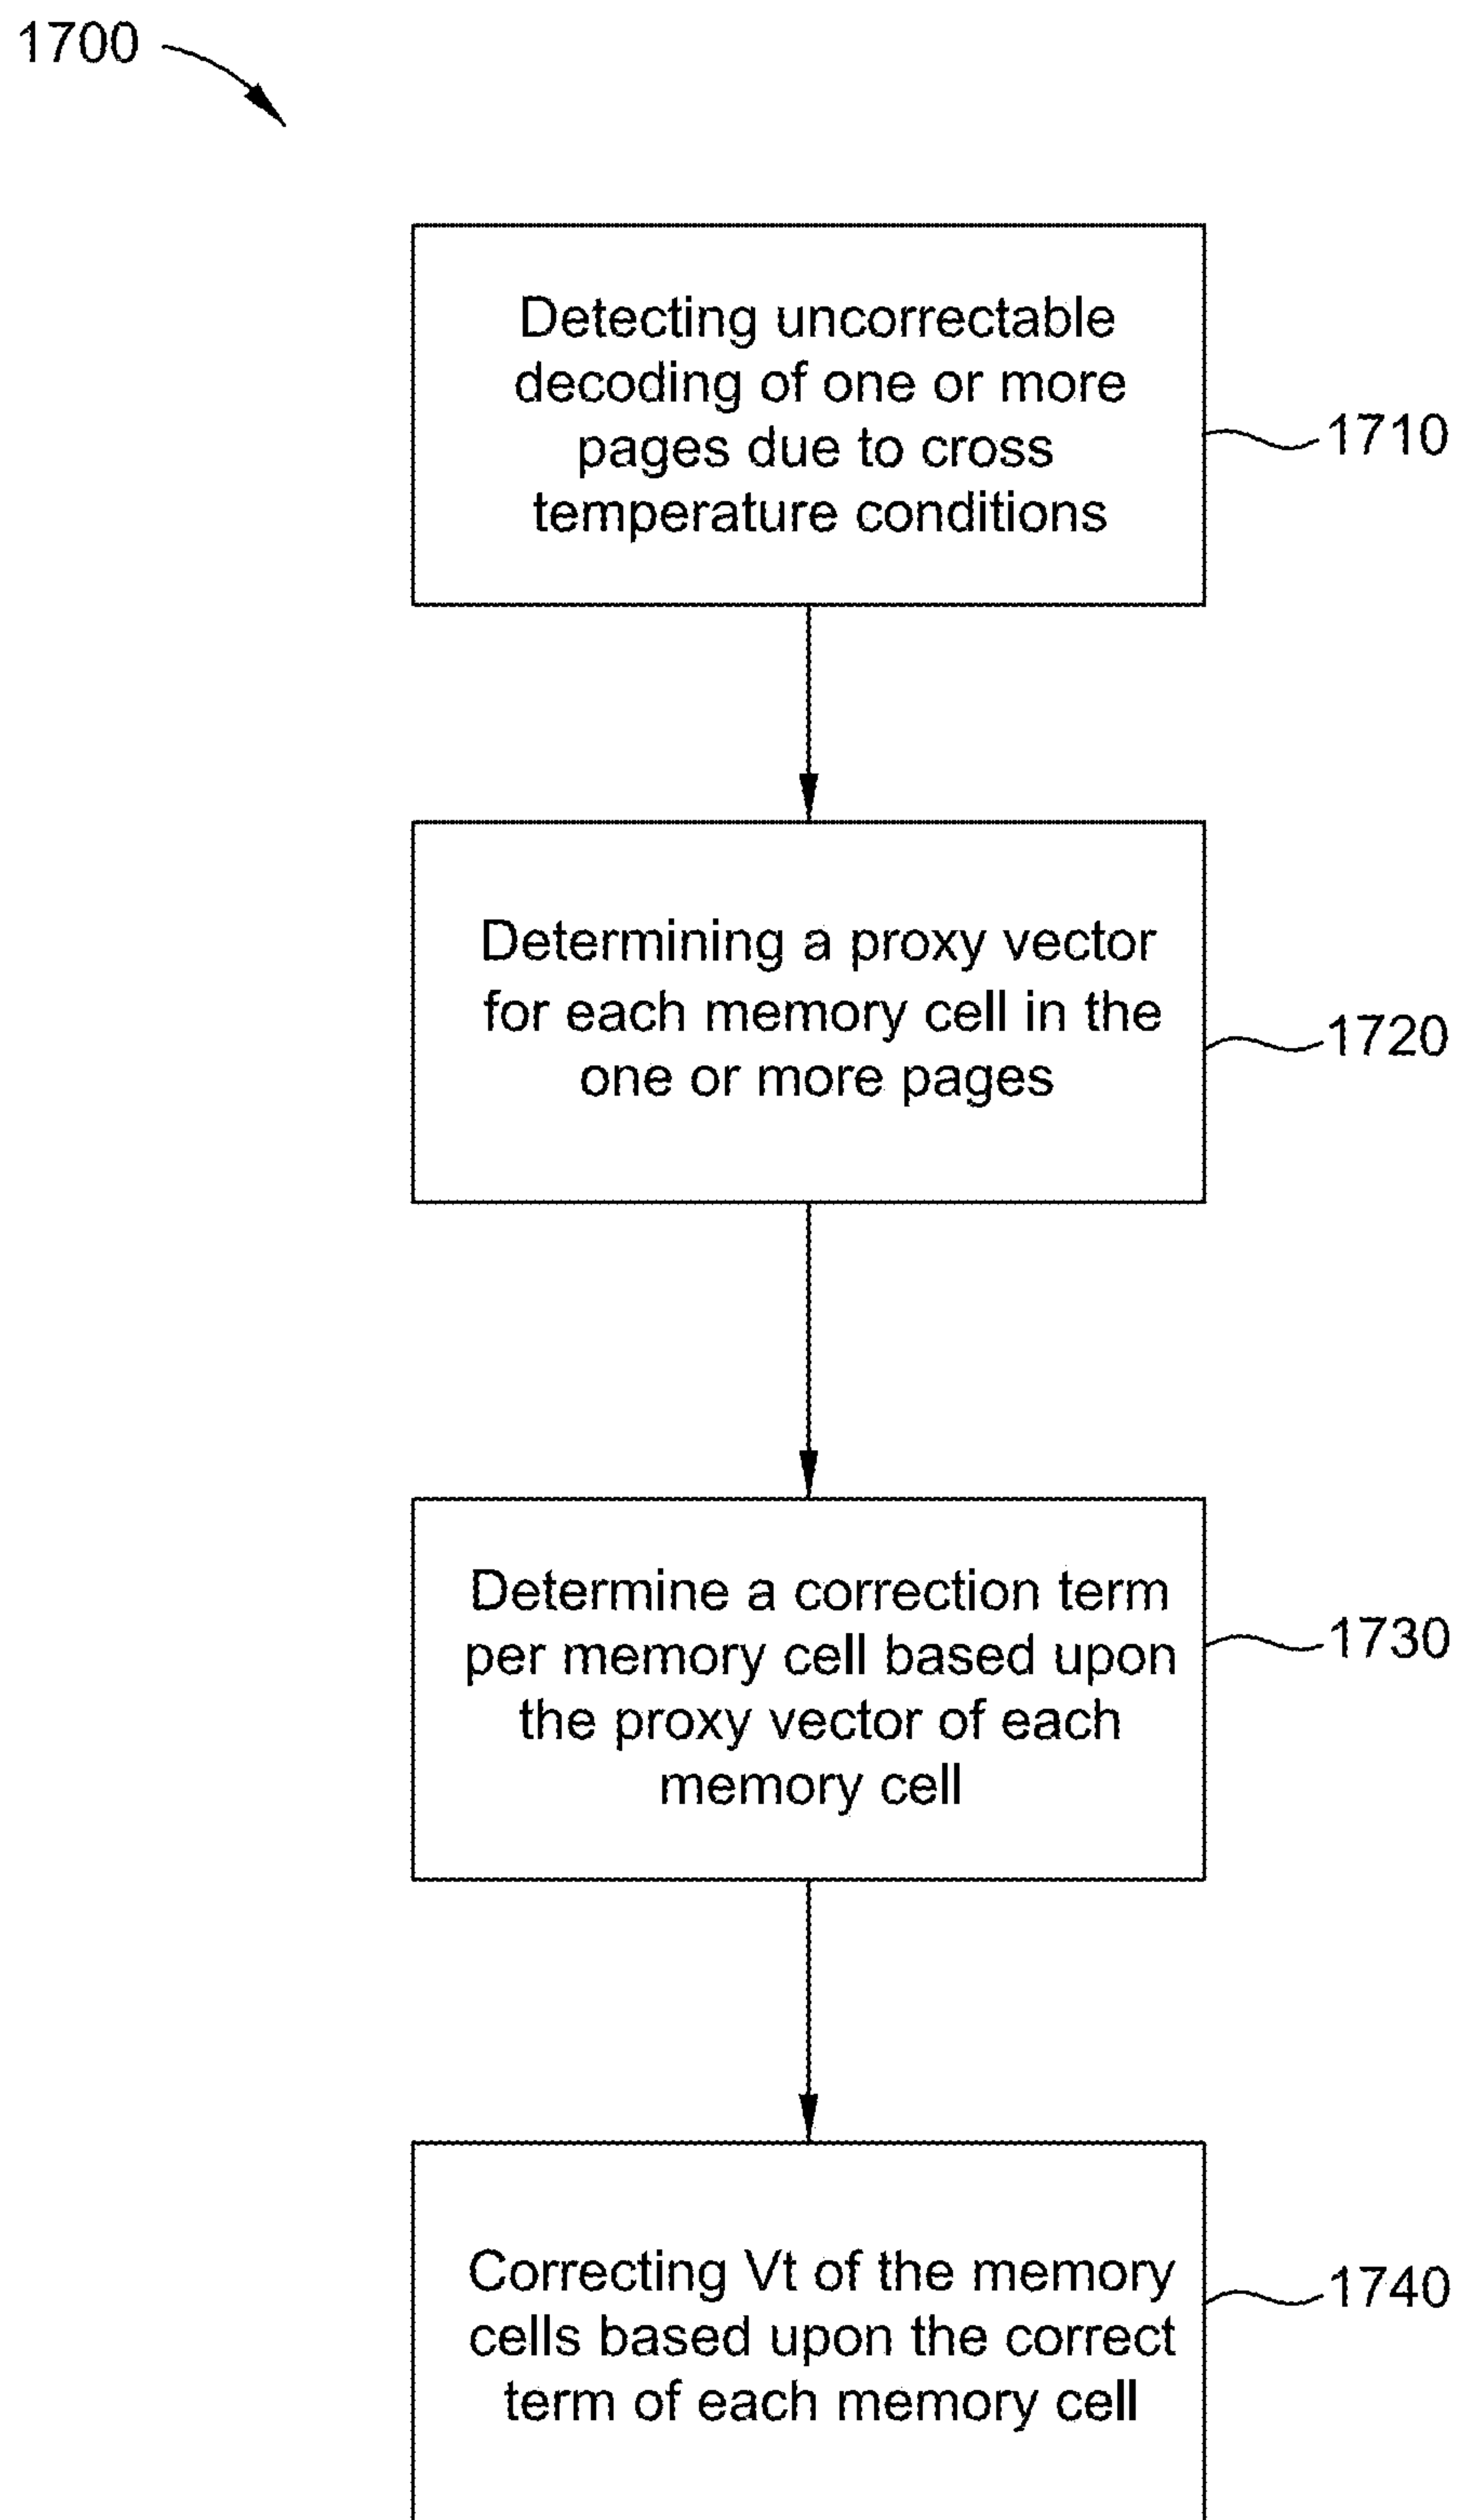 1700
Detecting uncorrectable
decoding of one or more
pages due to cross
temperature conditions
1710
Determining a proxy vector
for each memory cell in the
one or more pages
1720
Determine a correction term
per memory cell based upon
the proxy vector of each
memory cell
1730
Correcting Vt of the memory
cells based upon the correct
term of each memory cell
1740